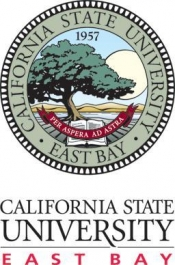 CALIFORNIA STATE UNIVERSITY
1957
PER ASPERA AD ASTRA
EAST BAY
CALIFORNIA STATE
UNIVERSITY
EAST BAY